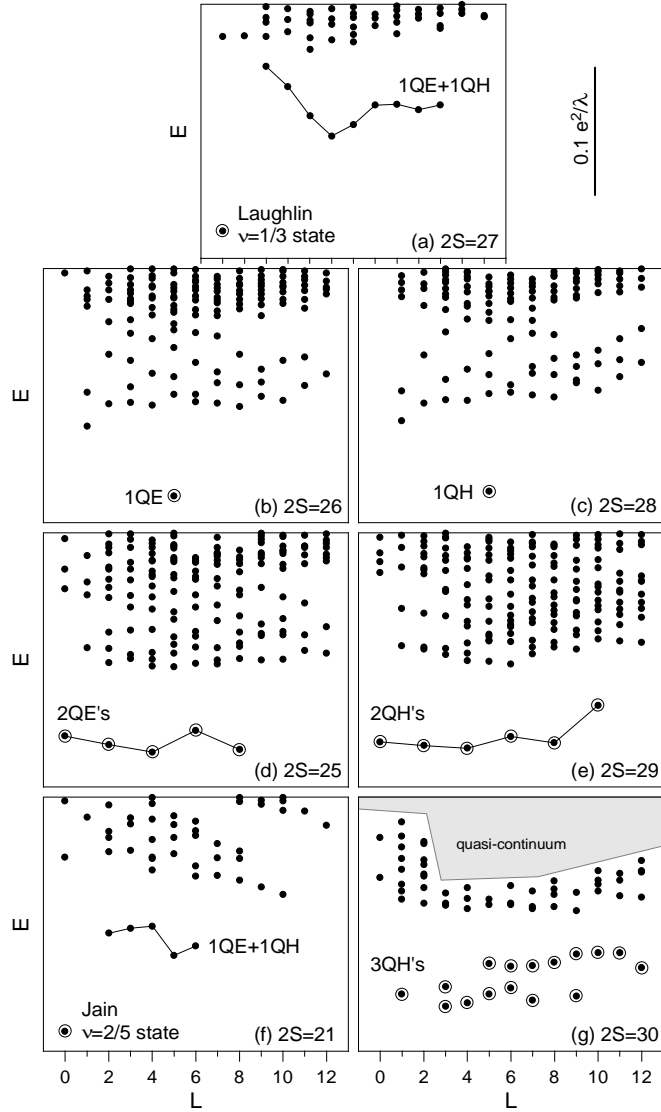 E
1QE+1QH
0.1 e²/λ
Laughlin
ν=1/3 state
(a) 2S=27
E
1QE
(b) 2S=26
1QH
(c) 2S=28
E
2QE's
(d) 2S=25
2QH's
(e) 2S=29
E
1QE+1QH
Jain
ν=2/5 state
(f) 2S=21
quasi-continuum
3QH's
(g) 2S=30
0 2 4 6 8 10 12
0 2 4 6 8 10 12
L
L